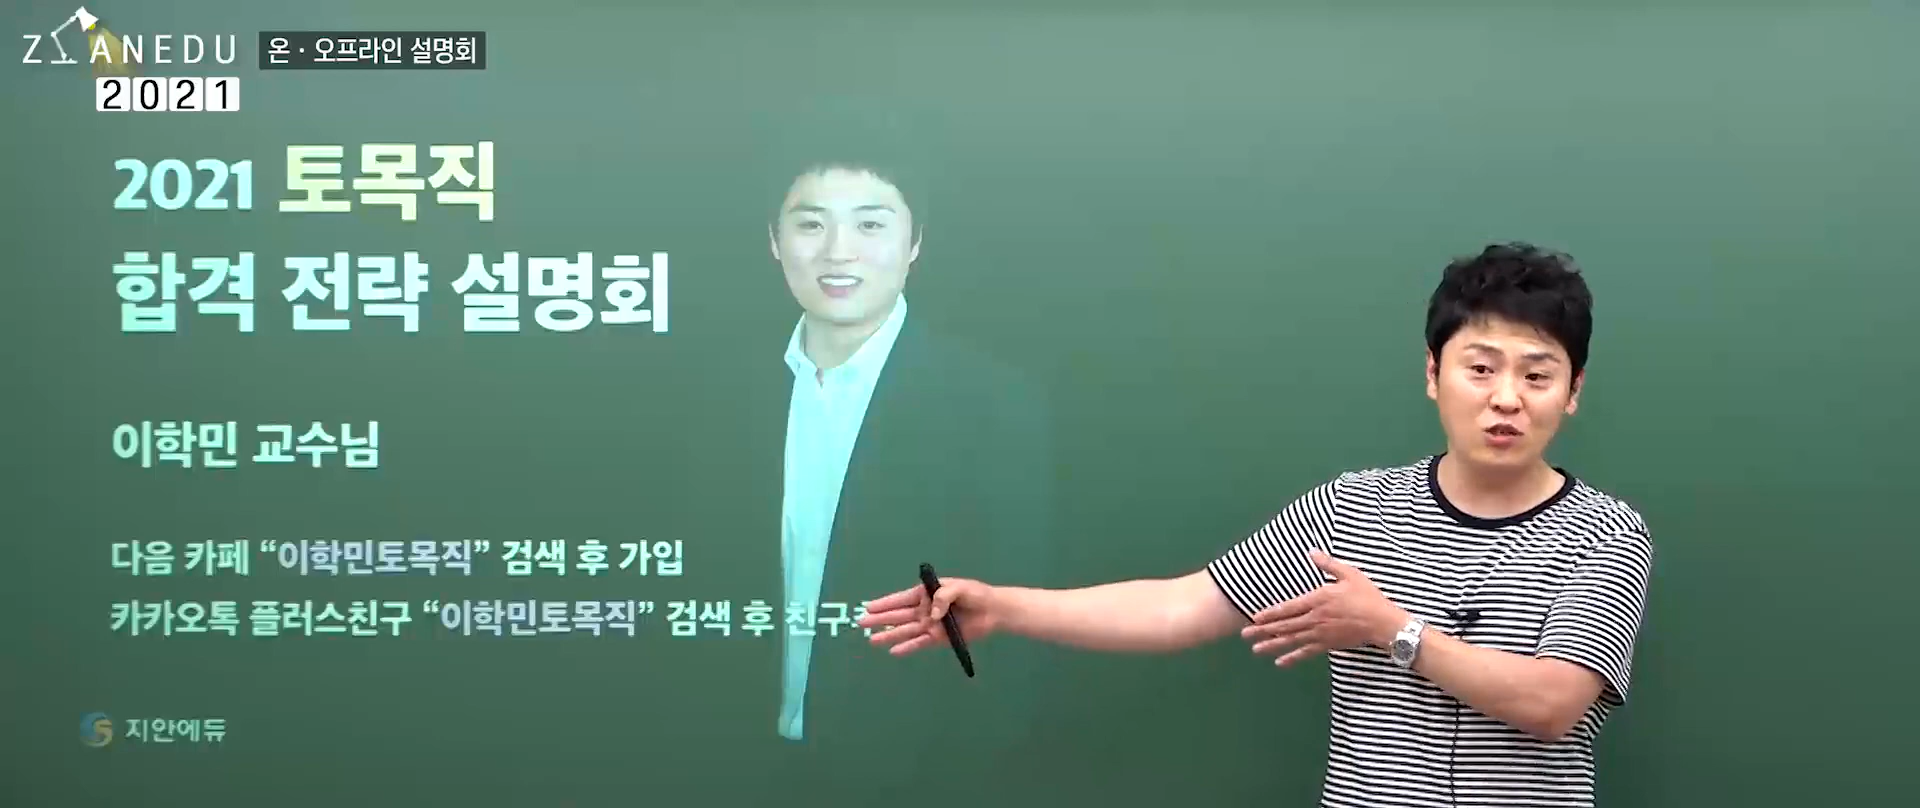 ZIANEDU 온·오프라인 설명회
2021
2021 토목직
합격 전략 설명회
이학민 교수님
다음 카페 “이학민토목직” 검색 후 가입
카카오톡 플러스친구 “이학민토목직” 검색 후
지안에듀